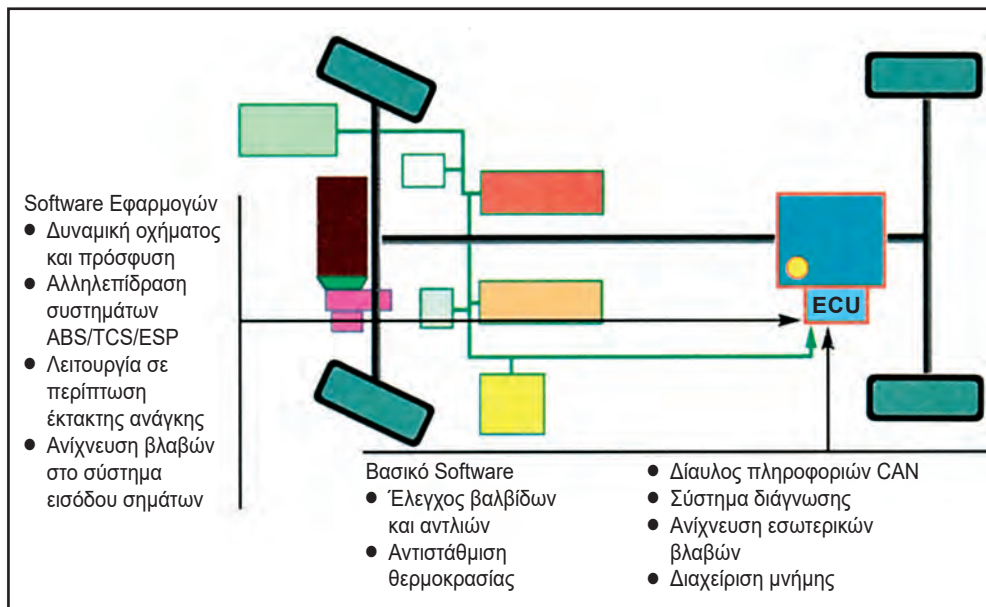 Software Εφαρμογών
● Δυναμική οχήματος
και πρόσφυση
● Αλληλεπίδραση
συστημάτων
ABS/TCS/ESP
● Λειτουργία σε
περίπτωση
έκτακτης ανάγκης
● Ανίχνευση βλαβών
στο σύστημα
εισόδου σημάτων
ECU
Βασικό Software
● Έλεγχος βαλβίδων
και αντλιών
● Αντιστάθμιση
θερμοκρασίας
● Δίαυλος πληροφοριών CAN
● Σύστημα διάγνωσης
● Ανίχνευση εσωτερικών
βλαβών
● Διαχείριση μνήμης